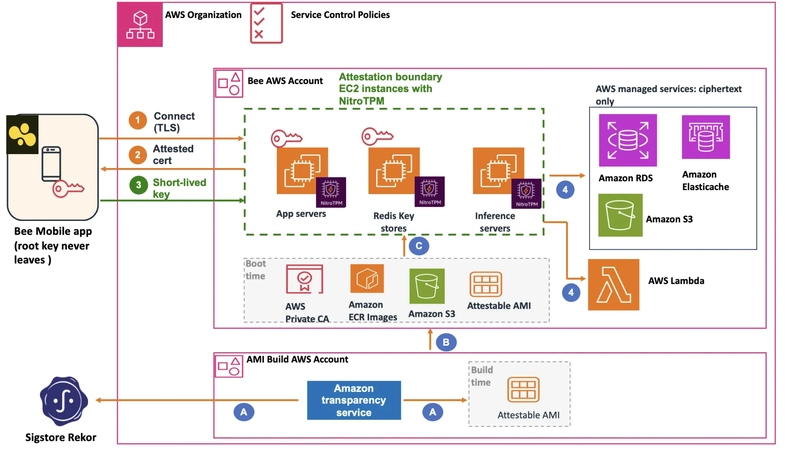 AWS Organization
Service Control Policies
Bee AWS Account
Attestation boundary
EC2 instances with
NitroTPM
AWS managed services: ciphertext
only
1
Connect
(TLS)
2
Attested
cert
3
Short-lived
key
Bee Mobile app
(root key never
leaves )
NitroTPM
NitroTPM
NitroTPM
App servers
Redis Key
stores
Inference
servers
4
Amazon RDS
Amazon
Elasticache
Amazon S3
4
AWS Lambda
C
Boot
time
AWS
Private CA
Amazon
ECR Images
Amazon S3
Attestable AMI
B
AMI Build AWS Account
Build
time
Amazon
transparency
service
A
A
Attestable AMI
Sigstore Rekor